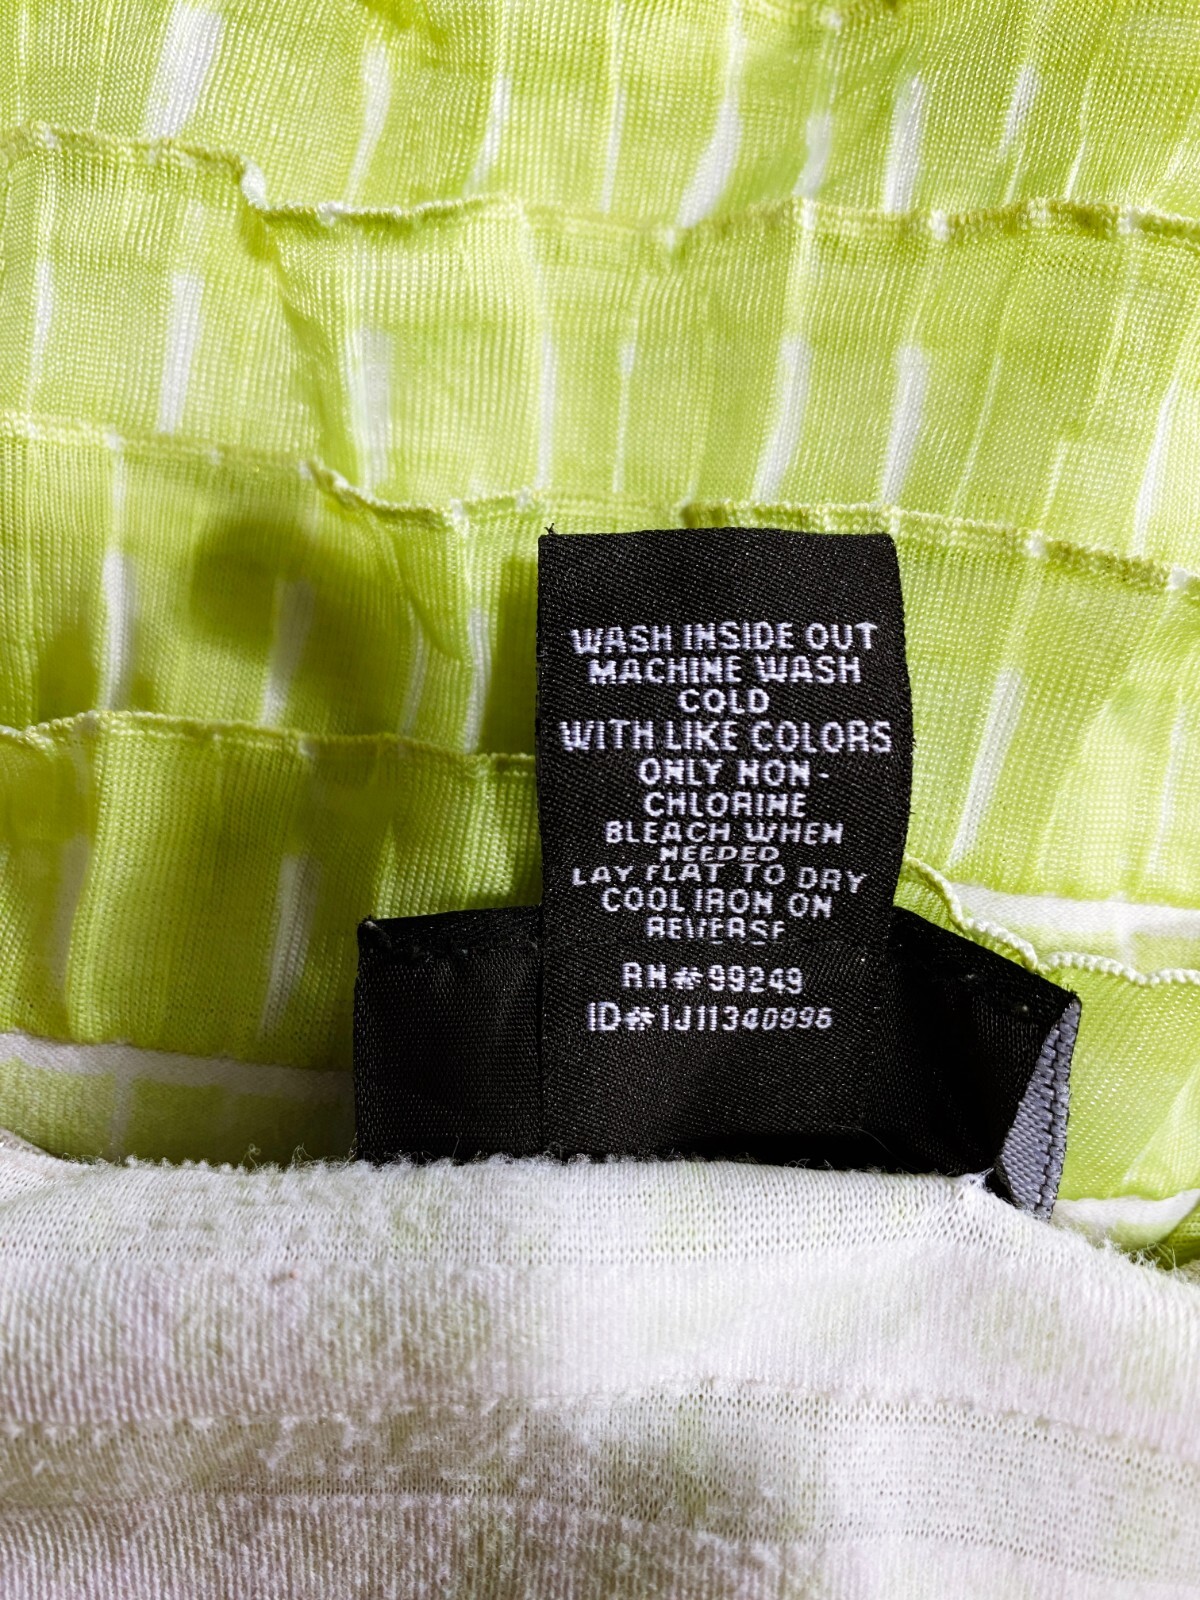 WASH INSIDE OUT
MACHINE WASH
COLD
WITH LIKE COLORS
ONLY NON-
CHLORINE
BLEACH WHEN
NEEDED
LAY FLAT TO DRY
COOL IRON ON
REVERSE
RN#99249
ID#1J11340996